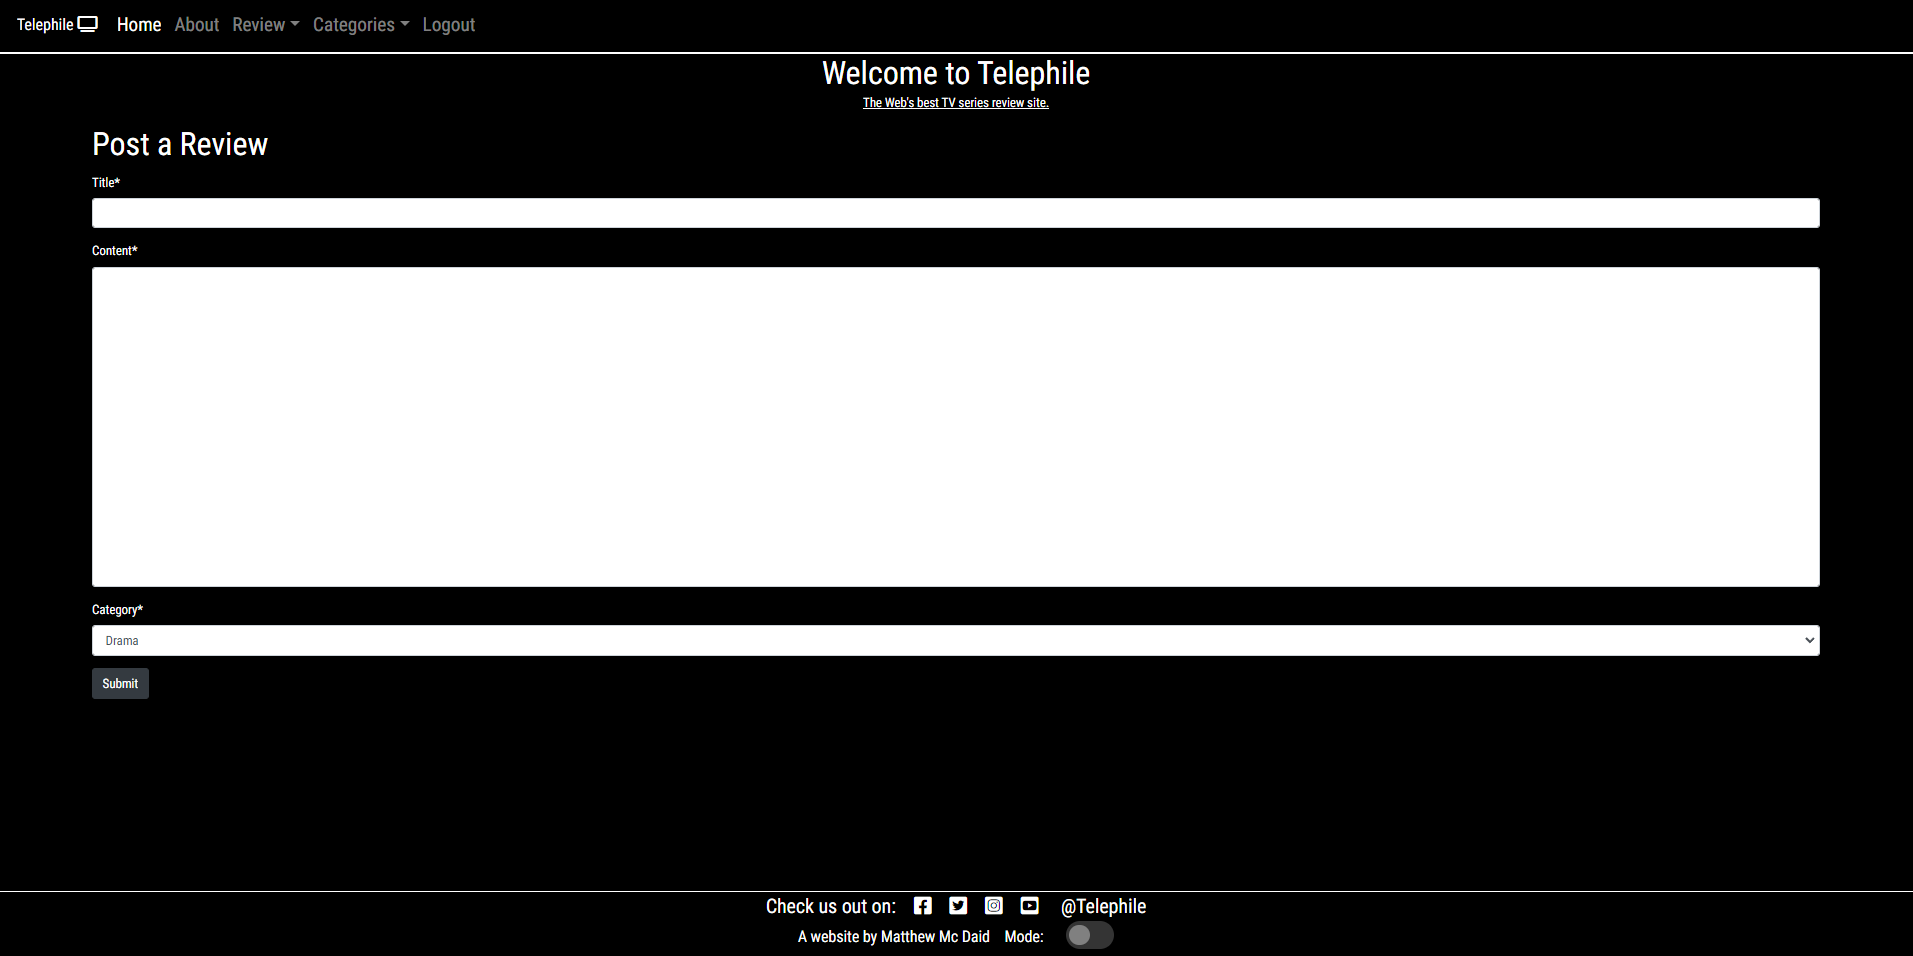 Telephile Home About Review Categories Logout
Welcome to Telephile
The Web's best TV series review site.
Post a Review
Title*
Content*
Category*
Drama
Submit
Check us out on: @Telephile
A website by Matthew Mc Daid Mode: